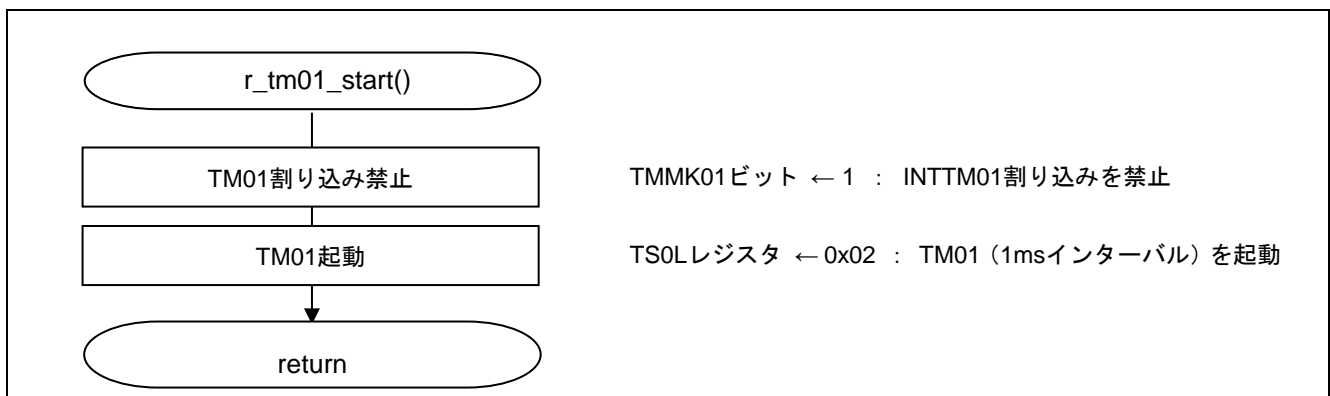 r_tm01_start()
TM01割り込み禁止
TMMK01ビット ← 1 : INTTM01割り込みを禁止
TM01起動
TS0Lレジスタ ← 0x02 : TM01（1msインターバル）を起動
return